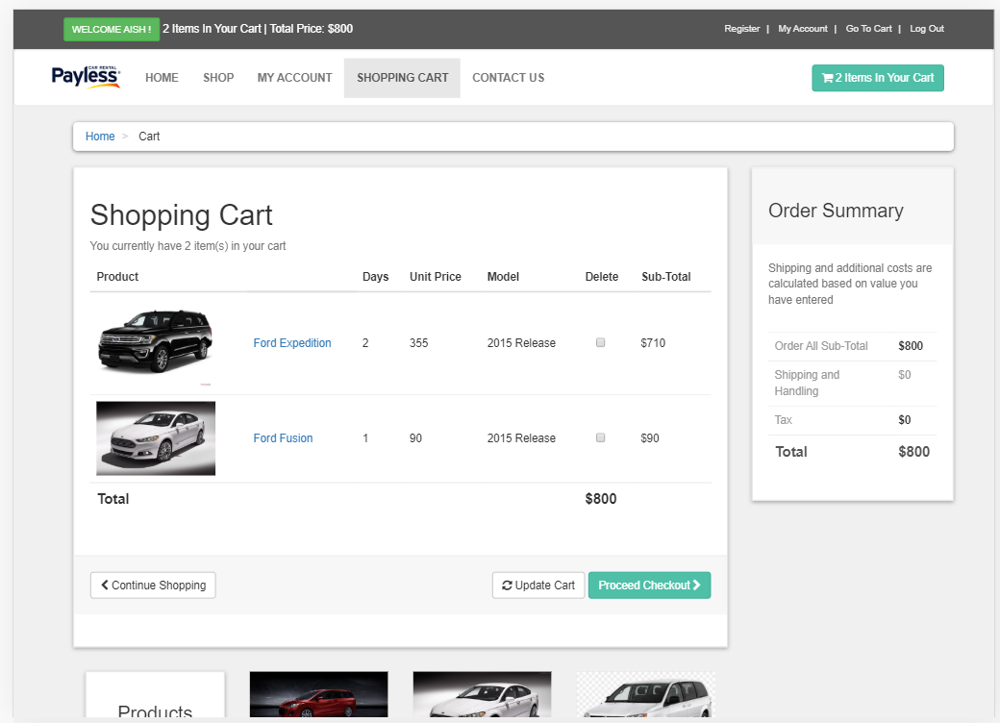 WELCOME AISH ! 2 Items In Your Cart | Total Price: $800
Register | My Account | Go To Cart | Log Out
CAR RENTAL
Payless
HOME SHOP MY ACCOUNT SHOPPING CART CONTACT US
2 Items In Your Cart
Home > Cart
Shopping Cart
You currently have 2 item(s) in your cart
Product Days Unit Price Model Delete Sub-Total
Ford Expedition 2 355 2015 Release $710
Ford Fusion 1 90 2015 Release $90
Total $800
Continue Shopping
Update Cart
Proceed Checkout
Order Summary
Shipping and additional costs are
calculated based on value you
have entered
Order All Sub-Total $800
Shipping and $0
Handling
Tax $0
Total $800
Products